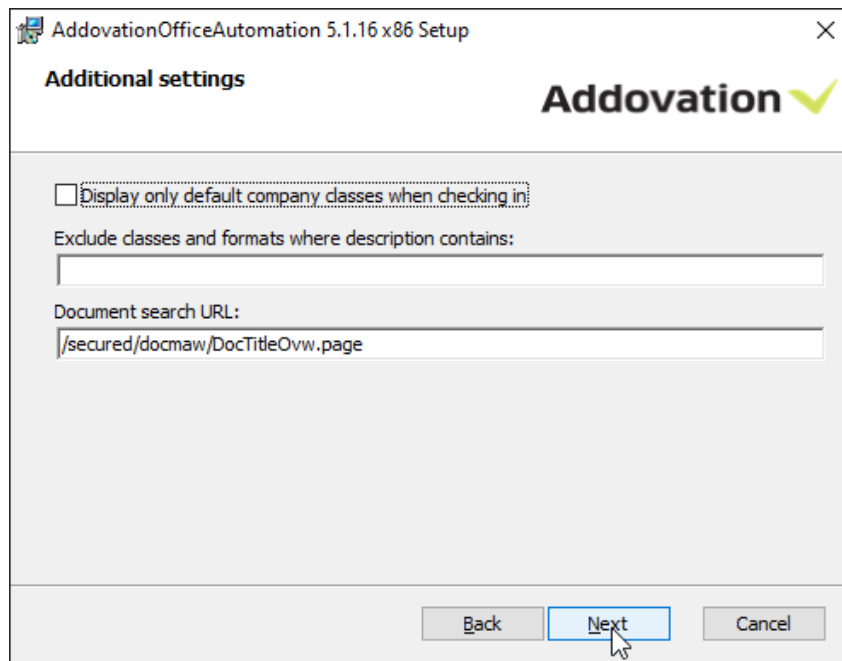 AddovationOfficeAutomation 5.1.16 x86 Setup
Additional settings
Addovation
Display only default company classes when checking in
Exclude classes and formats where description contains:
Document search URL:
/secured/docmaw/DocTitleOvw.page
Back Next Cancel